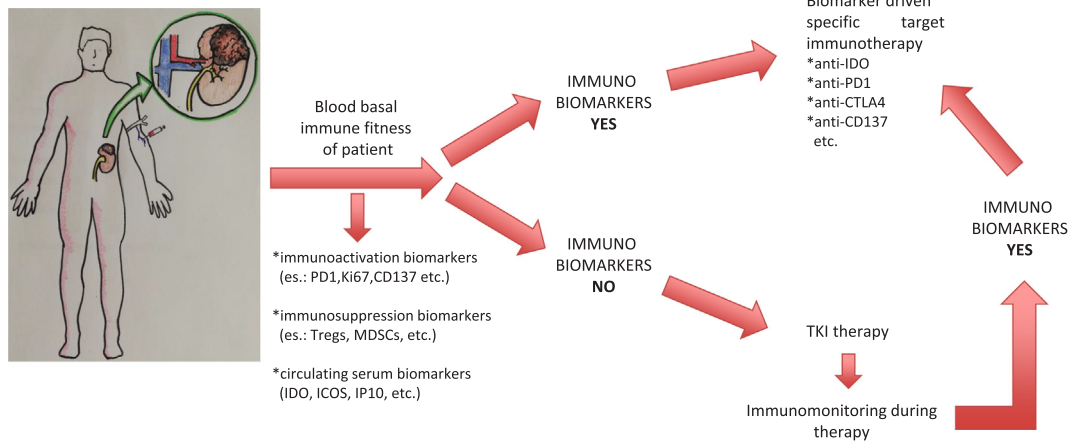 Blood basal
immune fitness
of patient
*immunoactivation biomarkers
(es.: PD1,Ki67,CD137 etc.)
*immunosuppression biomarkers
(es.: Tregs, MDSCs, etc.)
*circulating serum biomarkers
(IDO, ICOS, IP10, etc.)
IMMUNO
BIOMARKERS
YES
IMMUNO
BIOMARKERS
NO
Biomarker driven
specific target
immunotherapy
*anti-IDO
*anti-PD1
*anti-CTLA4
*anti-CD137
etc.
TKI therapy
Immunomonitoring during
therapy
IMMUNO
BIOMARKERS
YES